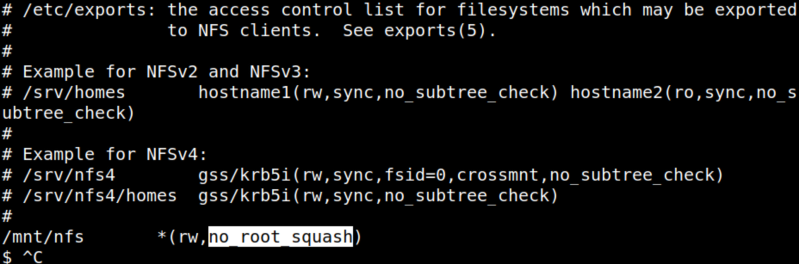 # /etc/exports: the access control list for filesystems which may be exported
#               to NFS clients.  See exports(5).
#
# Example for NFSv2 and NFSv3:
# /srv/homes       hostname1(rw,sync,no_subtree_check) hostname2(ro,sync,no_s
ubtree_check)
#
# Example for NFSv4:
# /srv/nfs4        gss/krb5i(rw,sync,fsid=0,crossmnt,no_subtree_check)
# /srv/nfs4/homes  gss/krb5i(rw,sync,no_subtree_check)
#
/mnt/nfs       *(rw,no_root_squash)
$ ^C